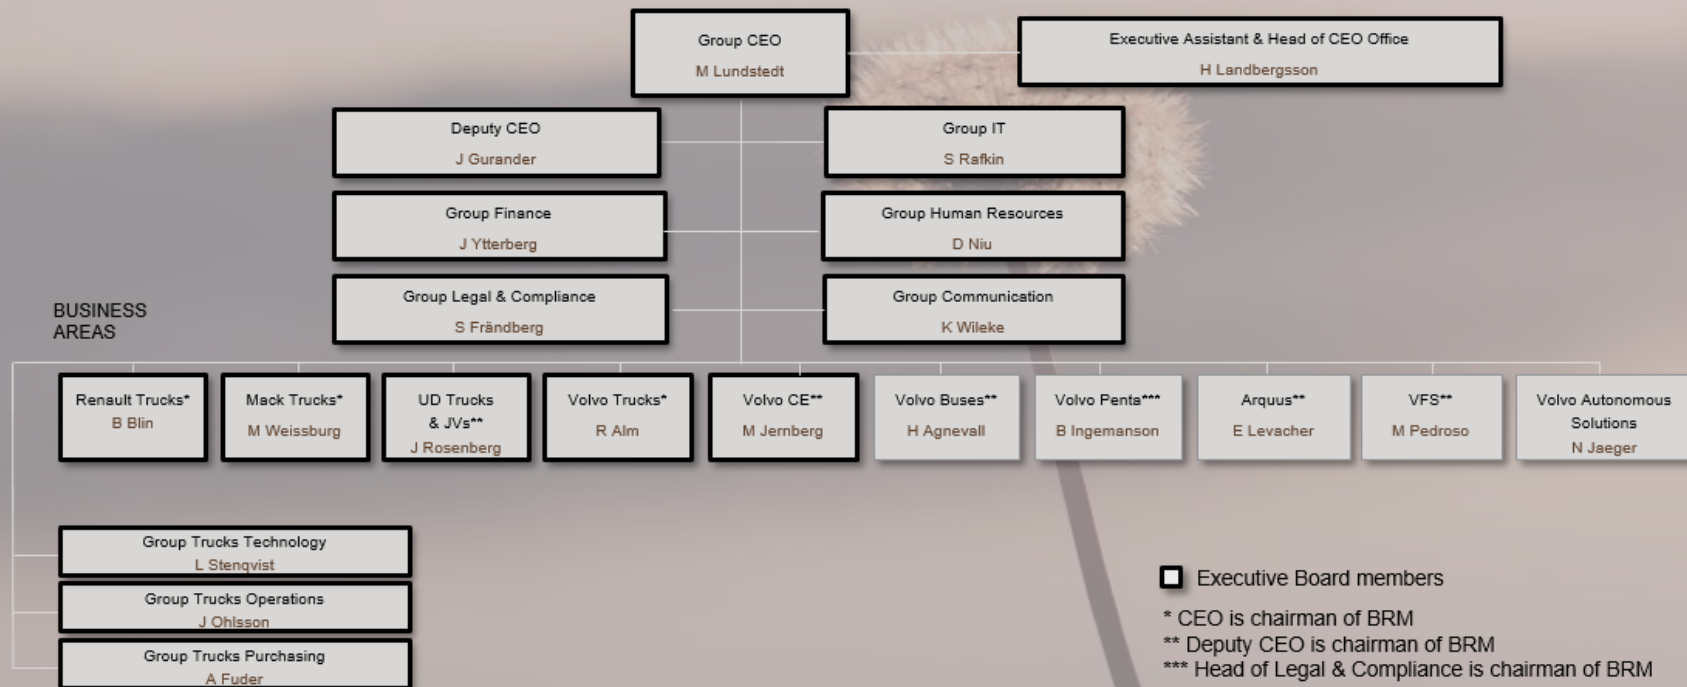 Group CEO
M Lundstedt
Executive Assistant & Head of CEO Office
H Landbergsson
Deputy CEO
J Gurander
Group IT
S Rafkin
Group Finance
J Ytterberg
Group Human Resources
D Niu
Group Legal & Compliance
S Frändberg
Group Communication
K Wileke
BUSINESS
AREAS
Renault Trucks*
B Blin
Mack Trucks*
M Weissburg
UD Trucks
& JVs**
J Rosenberg
Volvo Trucks*
R Alm
Volvo CE**
M Jernberg
Volvo Buses**
H Agnevall
Volvo Penta***
B Ingemanson
Arquus**
E Levacher
VFS**
M Pedroso
Volvo Autonomous
Solutions
N Jaeger
Group Trucks Technology
L Stenqvist
Group Trucks Operations
J Ohlsson
Group Trucks Purchasing
A Fuder
Executive Board members
* CEO is chairman of BRM
** Deputy CEO is chairman of BRM
*** Head of Legal & Compliance is chairman of BRM